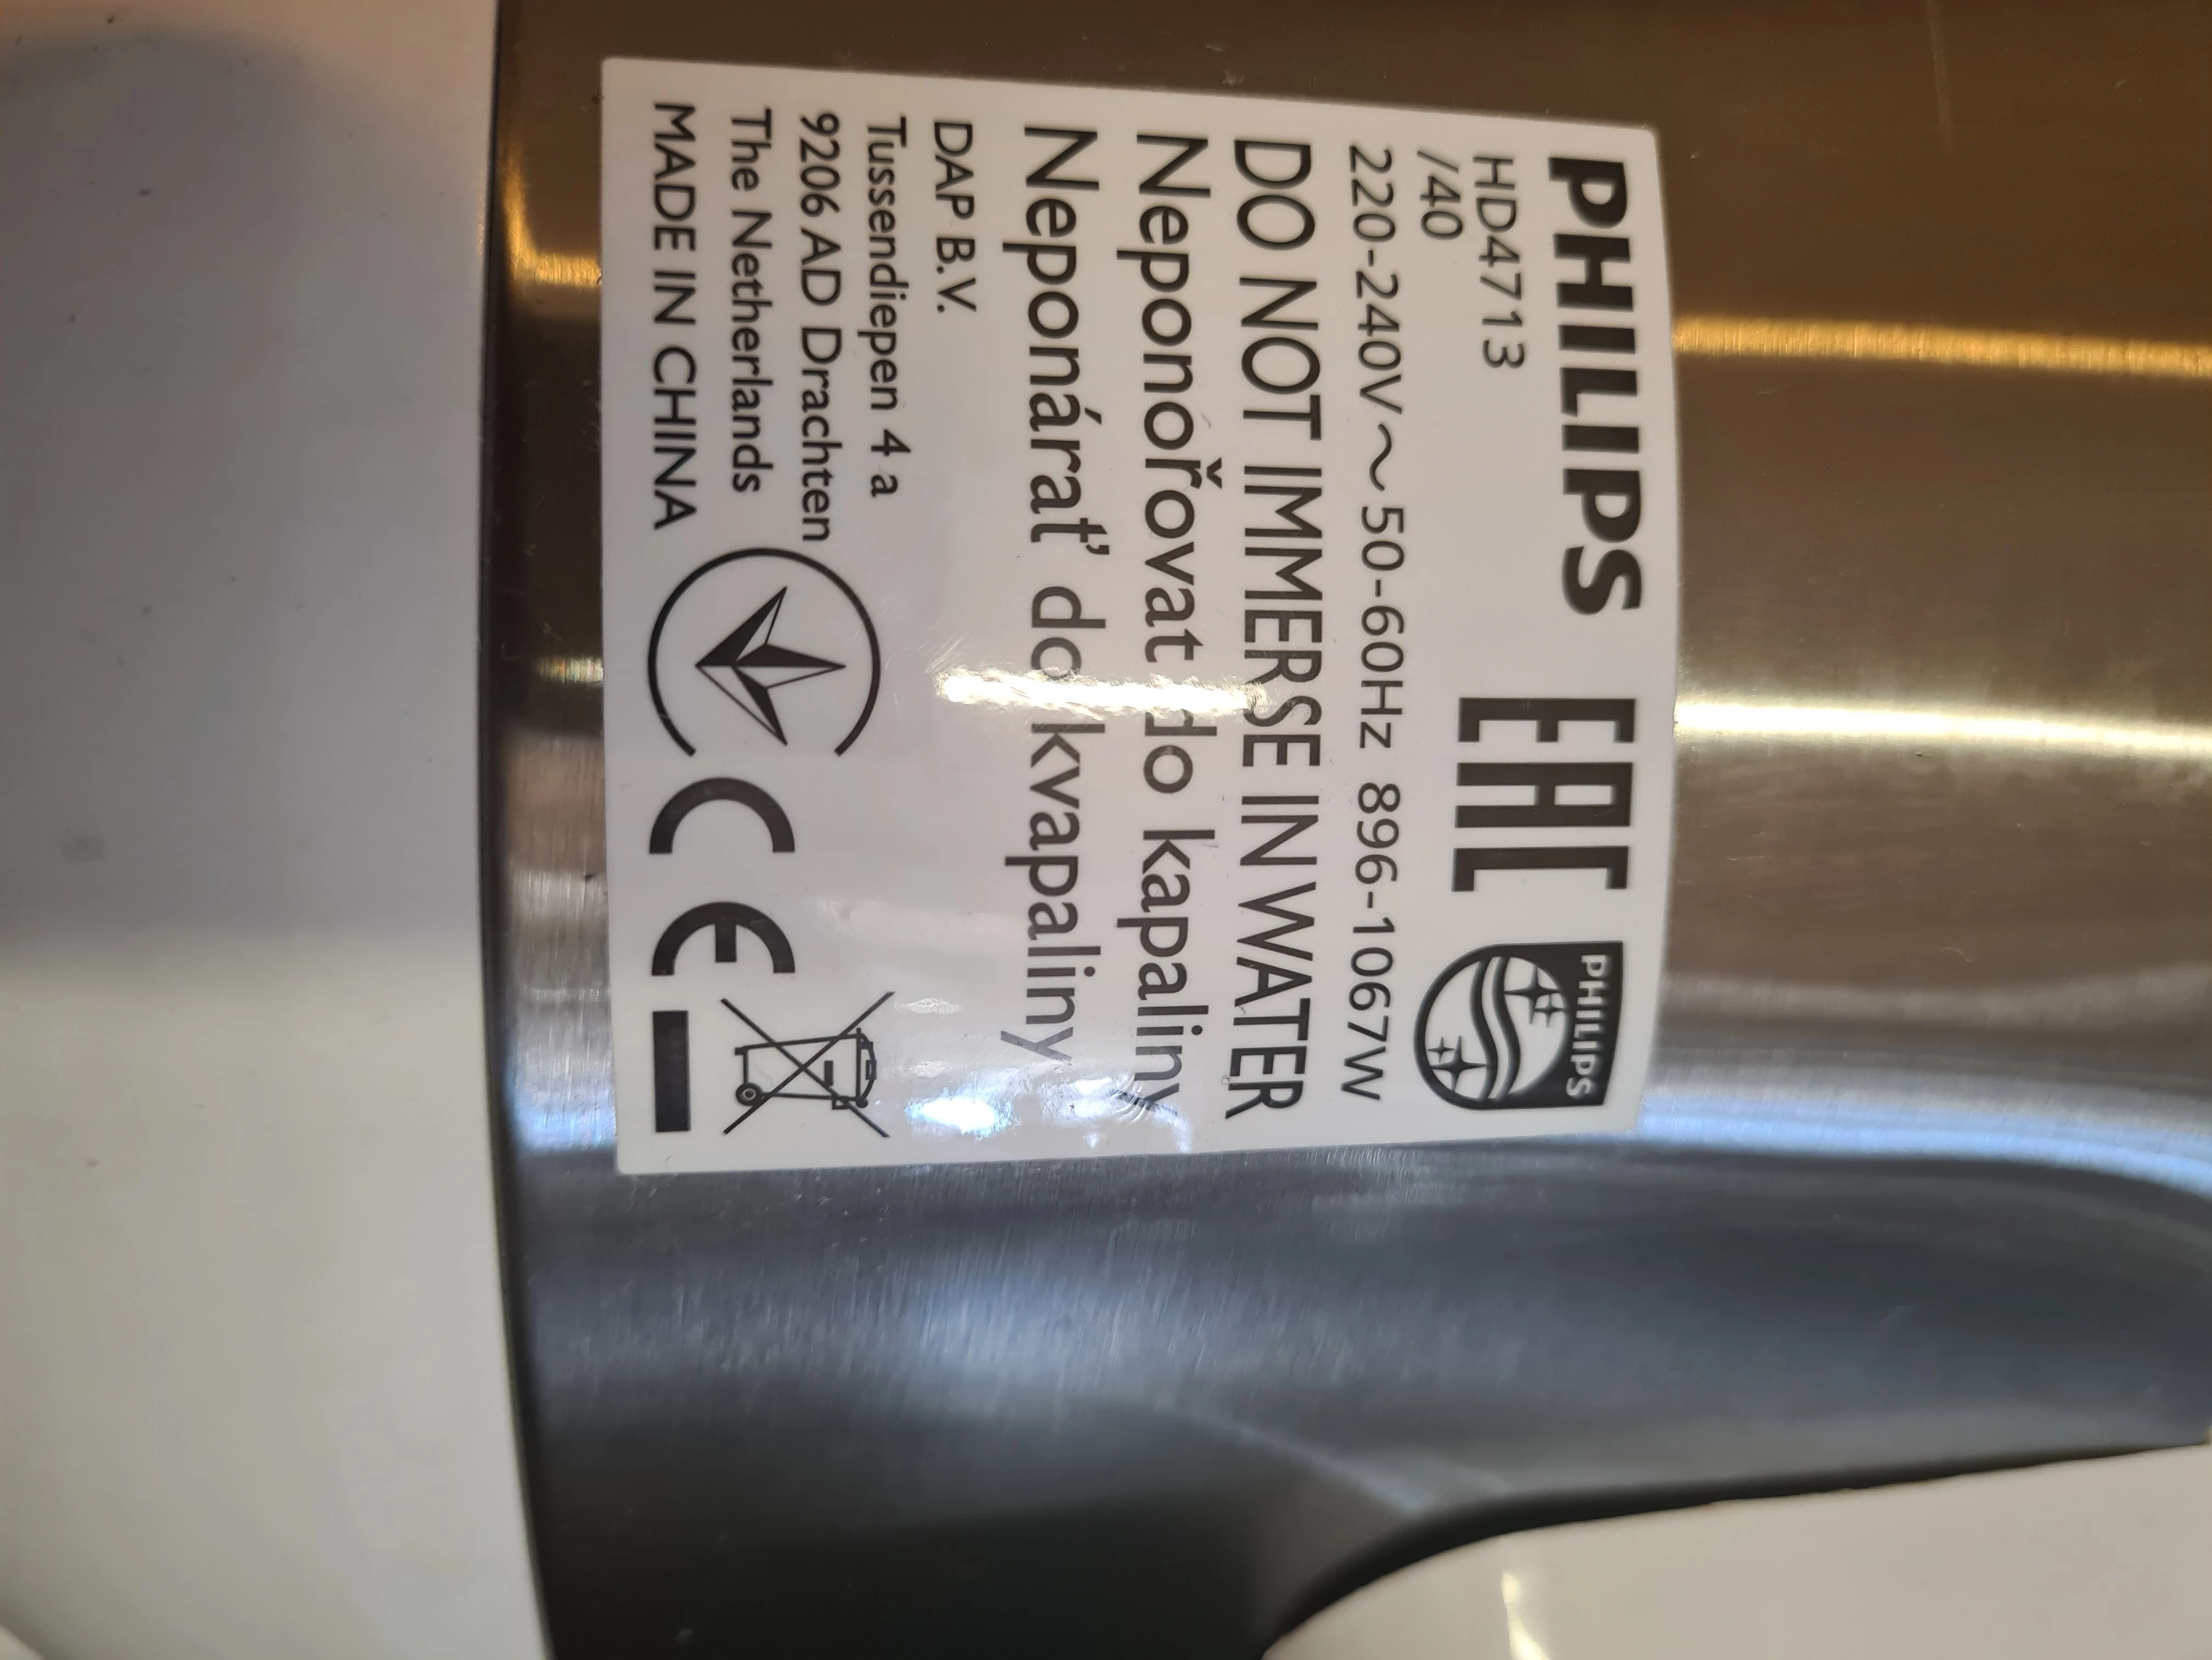 PHILIPS
HD4713
/40
EAC
PHILIPS
220-240V~50-60Hz 896-1067W
DO NOT IMMERSE IN WATER
Neponořovat do kapaliny
Neponárať do kvapaliny
DAP B.V.
Tussendiepen 4 a
9206 AD Drachten
The Netherlands
MADE IN CHINA
CE